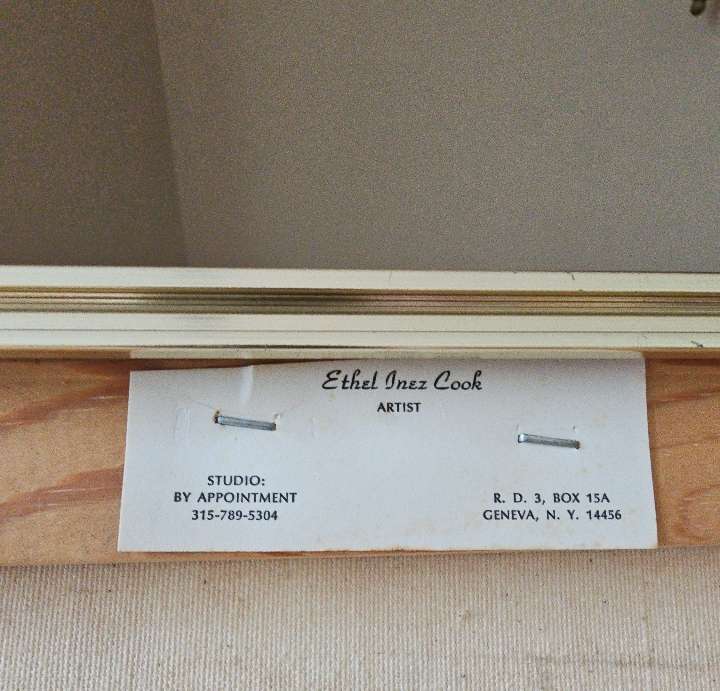 Ethel Inez Cook
ARTIST
STUDIO:
BY APPOINTMENT
315-789-5304
R. D. 3, BOX 15A
GENEVA, N. Y. 14456